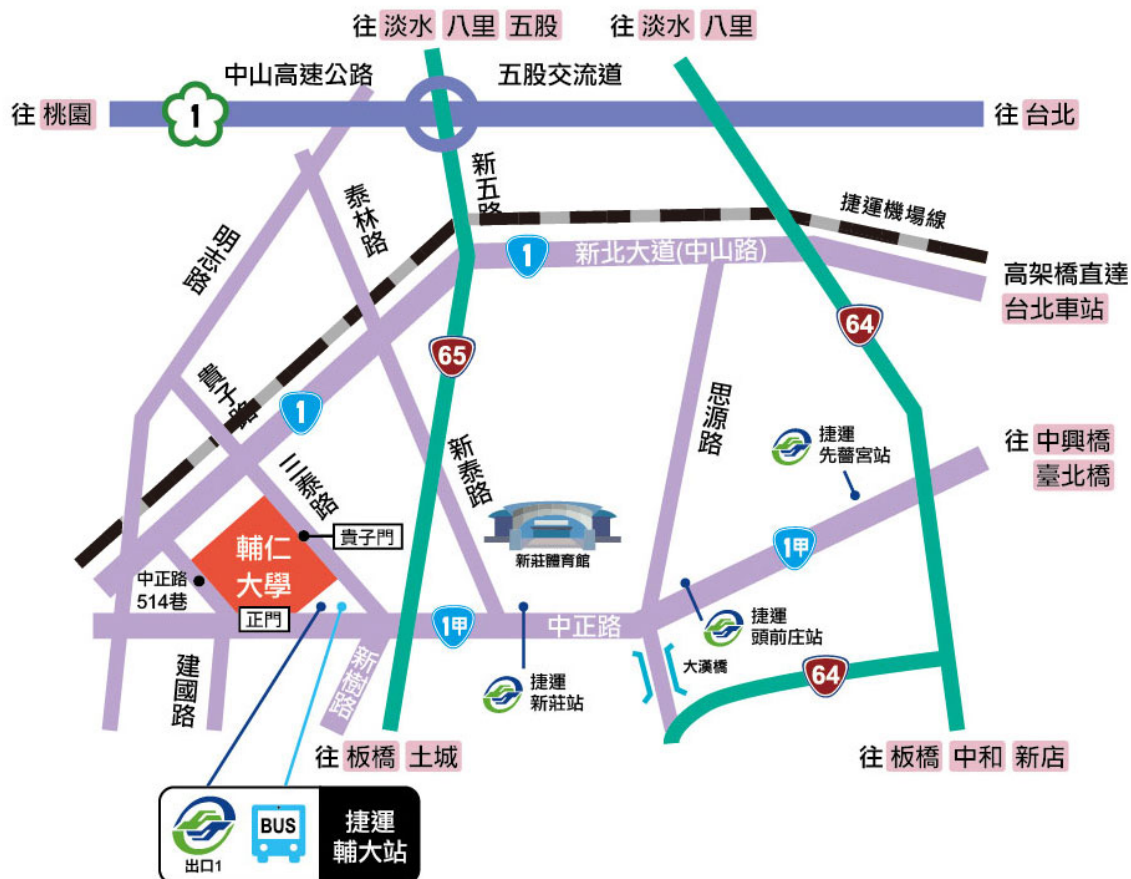 往 淡水 八里 五股
往 淡水 八里
中山高速公路
五股交流道
往 桃園
1
往 台北
新五路
泰林路
明志路
捷運機場線
1
新北大道(中山路)
高架橋直達
台北車站
65
64
貴子路
1
思源路
捷運
先嗇宮站
往 中興橋
臺北橋
三泰路
新泰路
新莊體育館
輔仁
大學
貴子門
1甲
中正路
514巷
正門
1甲
中正路
捷運
頭前庄站
建國路
新樹路
捷運
新莊站
大漢橋
64
往 板橋 土城
往 板橋 中和 新店
BUS
出口1
捷運
輔大站